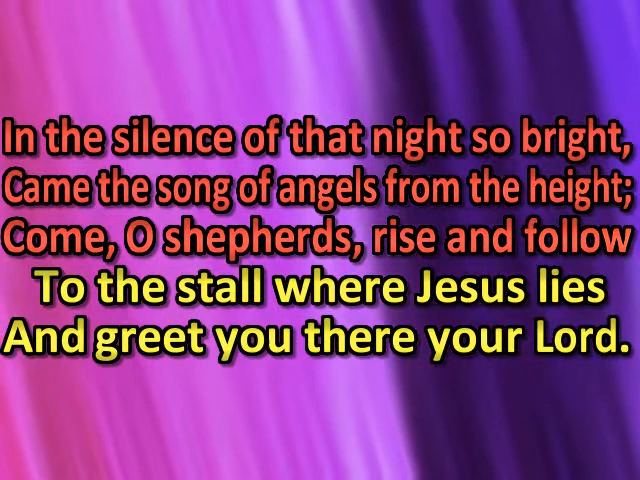 In the silence of that night so bright,
Came the song of angels from the height;
Come, O shepherds, rise and follow
To the stall where Jesus lies
And greet you there your Lord.